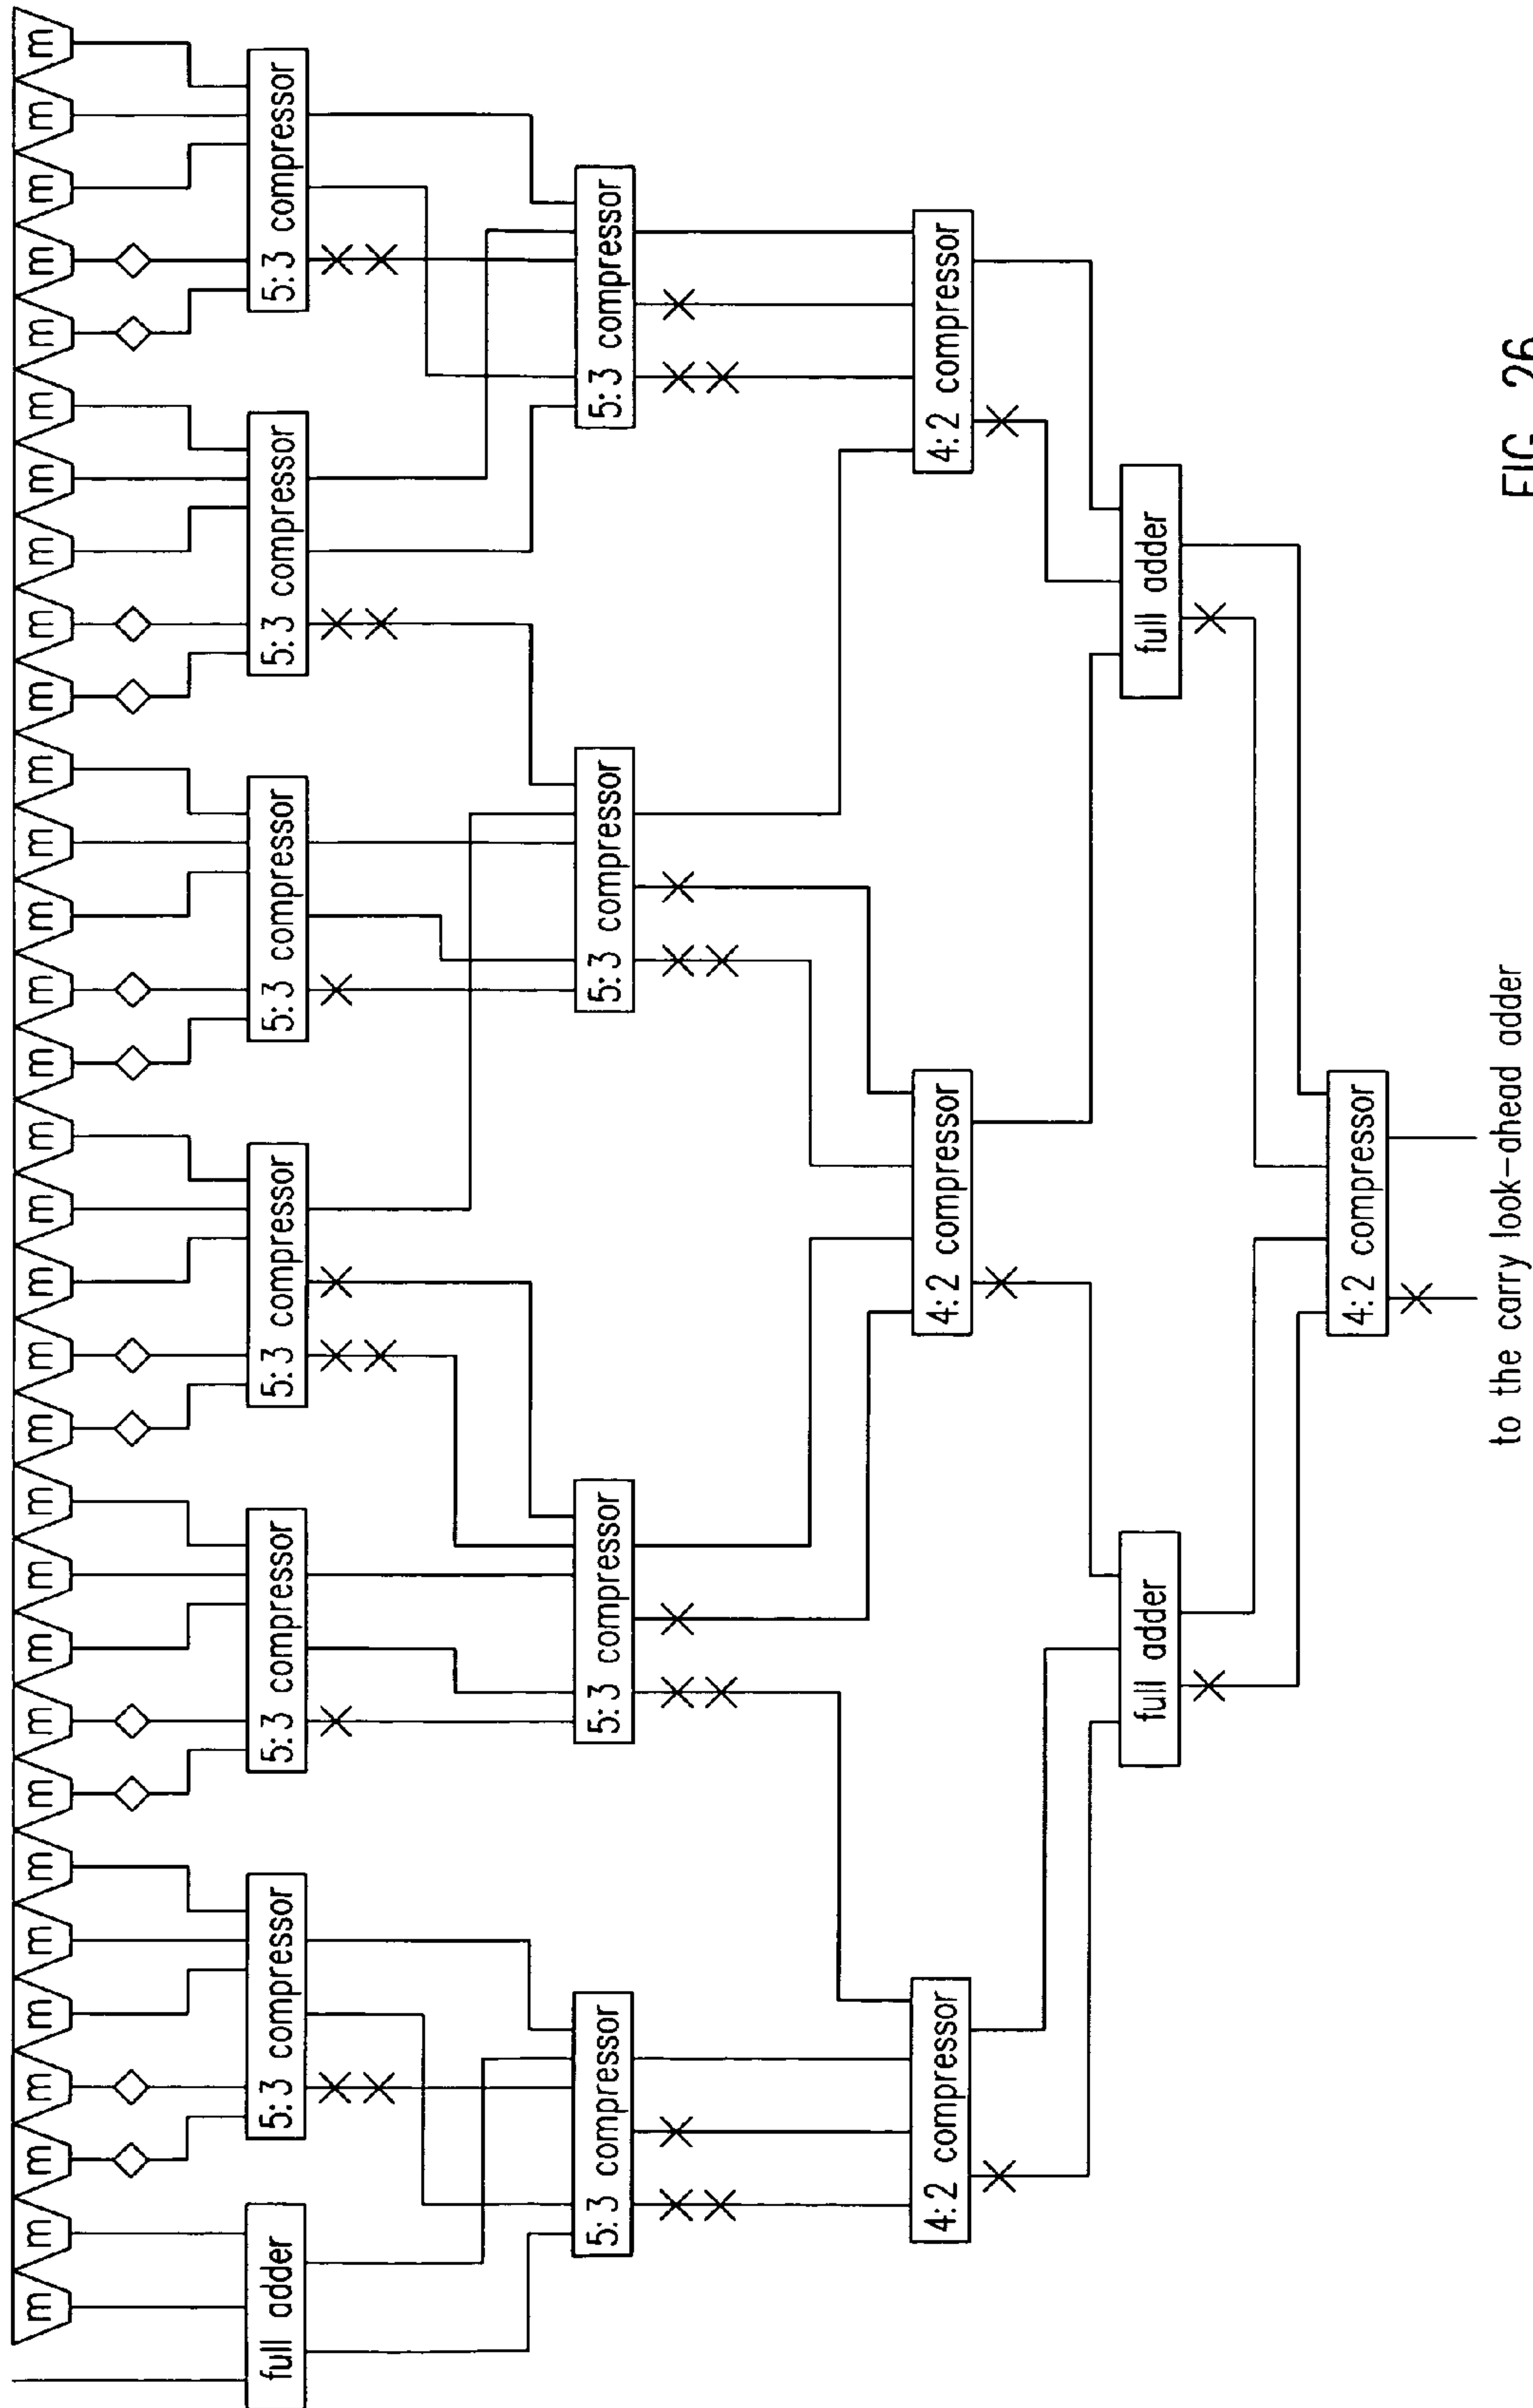 m m m m m m m m m m m m m m m m m m m m m m m m m m m m m m m m
full adder 5:3 compressor 5:3 compressor 5:3 compressor 5:3 compressor 5:3 compressor 5:3 compressor
5:3 compressor 5:3 compressor 5:3 compressor 5:3 compressor
4:2 compressor 4:2 compressor 4:2 compressor
full adder full adder
4:2 compressor
to the carry look-ahead adder
FIG 26